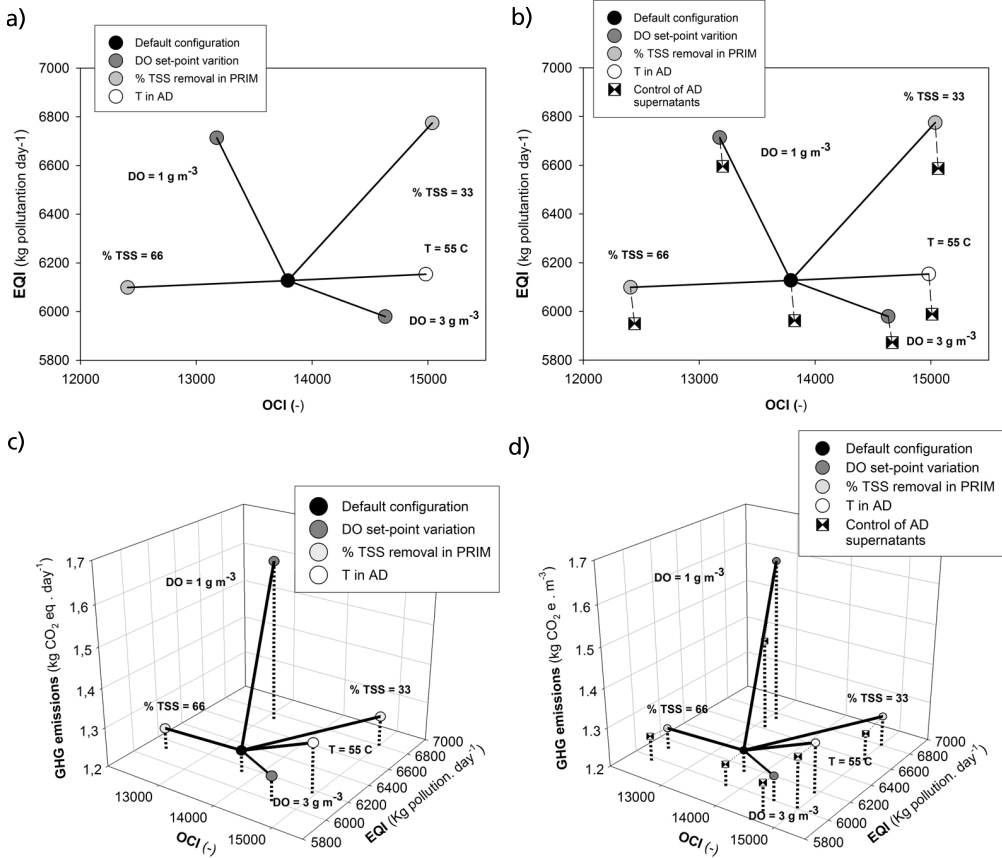 a)
Default configuration
DO set-point varition
% TSS removal in PRIM
T in AD
7000
6800
6600
6400
6200
6000
5800
EQI (kg pollutantion day-1)
DO = 1 g m-3
% TSS = 33
% TSS = 66
T = 55 C
DO = 3 g m-3
12000
13000
14000
15000
OCI (-)
b)
Default configuration
DO set-point varition
% TSS removal in PRIM
T in AD
Control of AD
supernatants
7000
6800
6600
6400
6200
6000
5800
EQI (kg pollutantion day-1)
% TSS = 33
DO = 1 g m-3
T = 55 C
% TSS = 66
DO = 3 g m-3
12000
13000
14000
15000
OCI (-)
c)
Default configuration
DO set-point variation
% TSS removal in PRIM
T in AD
1,7
1,6
1,5
1,4
1,3
1,2
GHG emissions (kg CO2 eq . day-1)
DO = 1 g m-3
% TSS = 66
% TSS = 33
T = 55 C
DO = 3 g m-3
13000
14000
15000
OCI (-)
7000
6800
6600
6400
6200
6000
5800
EQI (Kg pollution. day-1)
d)
Default configuration
DO set-point variation
% TSS removal in PRIM
T in AD
Control of AD
supernatants
1,7
1,6
1,5
1,4
1,3
1,2
GHG emissions (kg CO2 e . m-3)
DO = 1 g m-3
% TSS = 66
% TSS = 33
T = 55 C
DO = 3 g m-3
13000
14000
15000
OCI (-)
7000
6800
6600
6400
6200
6000
5800
EQI (Kg pollution. day-1)